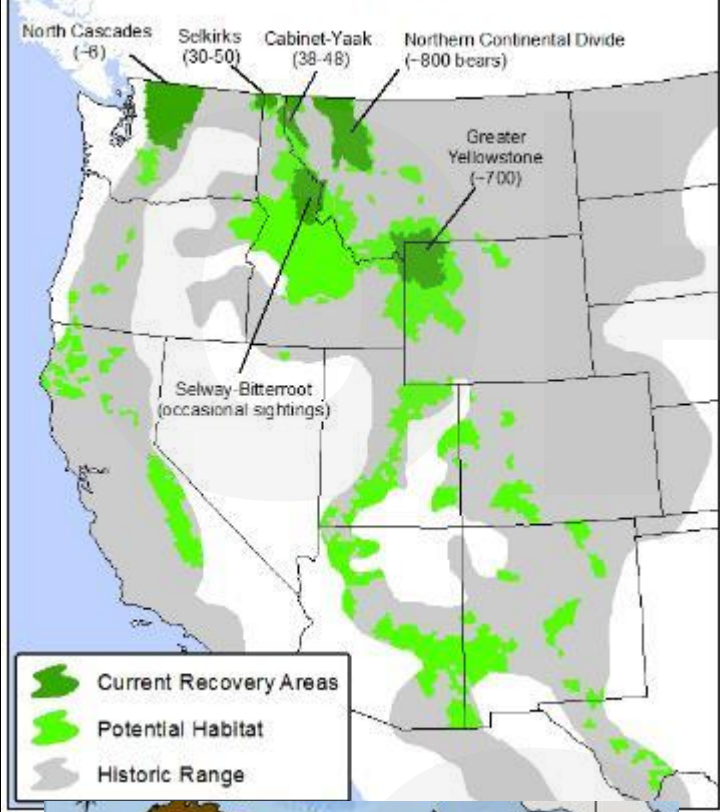 North Cascades
(~6)
Selkirks
(30-50)
Cabinet-Yaak
(38-48)
Northern Continental Divide
(~800 bears)
Greater
Yellowstone
(~700)
Selway-Bitterroot
(occasional sightings)
Current Recovery Areas
Potential Habitat
Historic Range